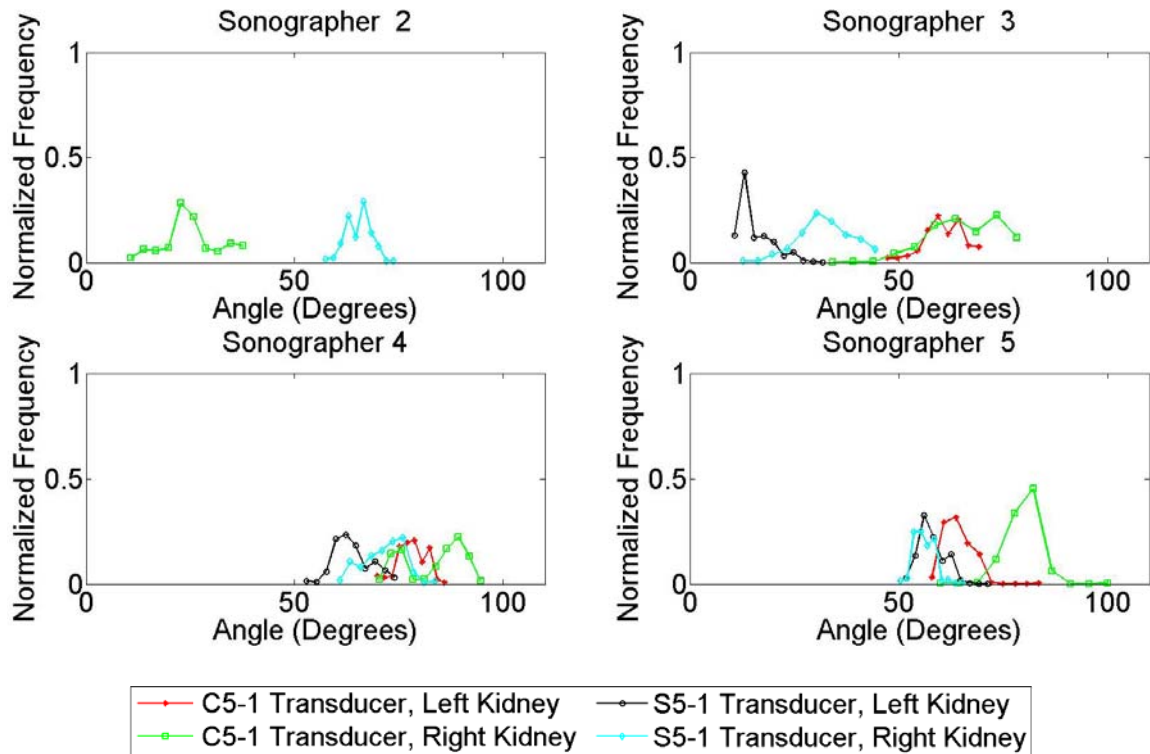 Sonographer 2
Normalized Frequency
1
0.5
0
0
50
100
Angle (Degrees)
Sonographer 3
Normalized Frequency
1
0.5
0
0
50
100
Angle (Degrees)
Sonographer 4
Normalized Frequency
1
0.5
0
0
50
100
Angle (Degrees)
Sonographer 5
Normalized Frequency
1
0.5
0
0
50
100
Angle (Degrees)
C5-1 Transducer, Left Kidney
C5-1 Transducer, Right Kidney
S5-1 Transducer, Left Kidney
S5-1 Transducer, Right Kidney